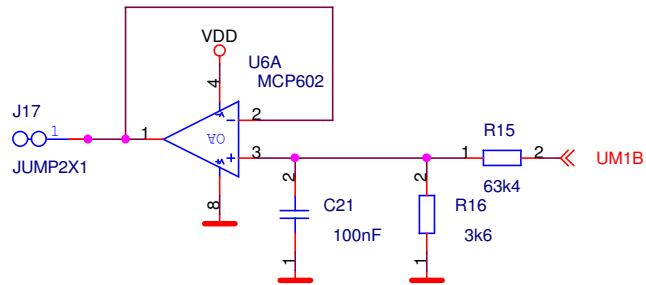 VDD
U6A
MCP602
4
J17
1
JUMP2X1
1
OA
2
3
R15
1
2
UM1B
63k4
2
C21
100nF
2
R16
3k6
8
1
1